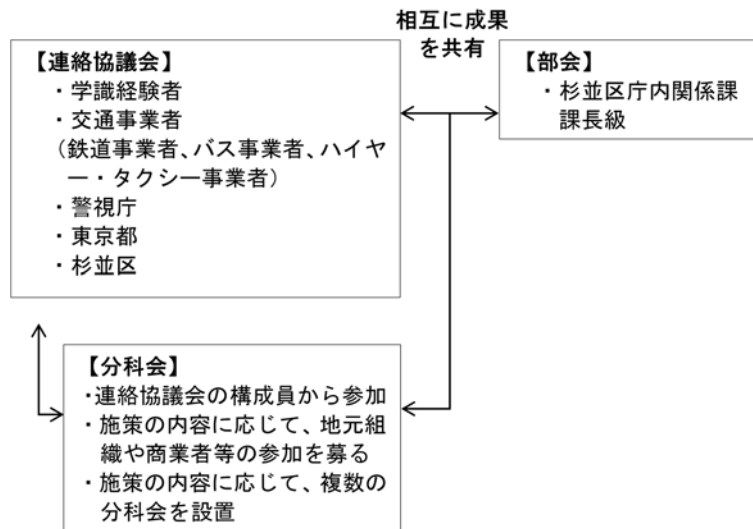 相互に成果
を共有
【連絡協議会】
・学識経験者
・交通事業者
（鉄道事業者、バス事業者、ハイヤ
ー・タクシー事業者）
・警視庁
・東京都
・杉並区
【部会】
・杉並区庁内関係課
課長級
【分科会】
・連絡協議会の構成員から参加
・施策の内容に応じて、地元組
織や商業者等の参加を募る
・施策の内容に応じて、複数の
分科会を設置